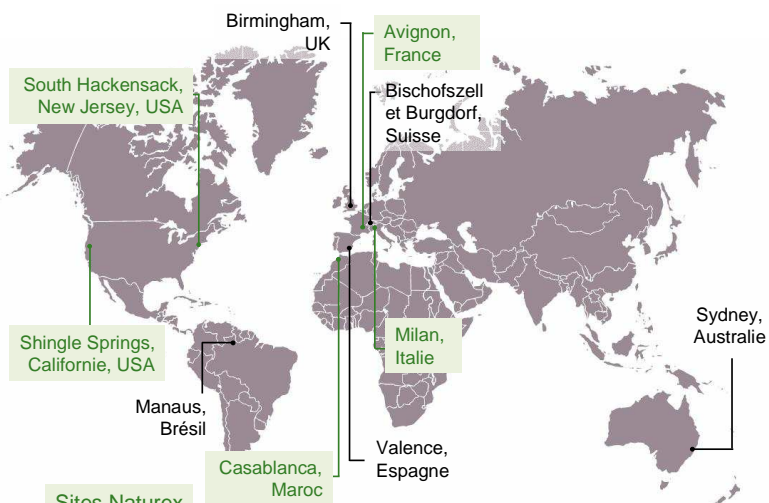 Birmingham,
UK
Avignon,
France
South Hackensack,
New Jersey, USA
Bischofszell
et Burgdorf,
Suisse
Shingle Springs,
Californie, USA
Milan,
Italie
Sydney,
Australie
Manaus,
Brésil
Valence,
Espagne
Casablanca,
Maroc
Sites Naturex